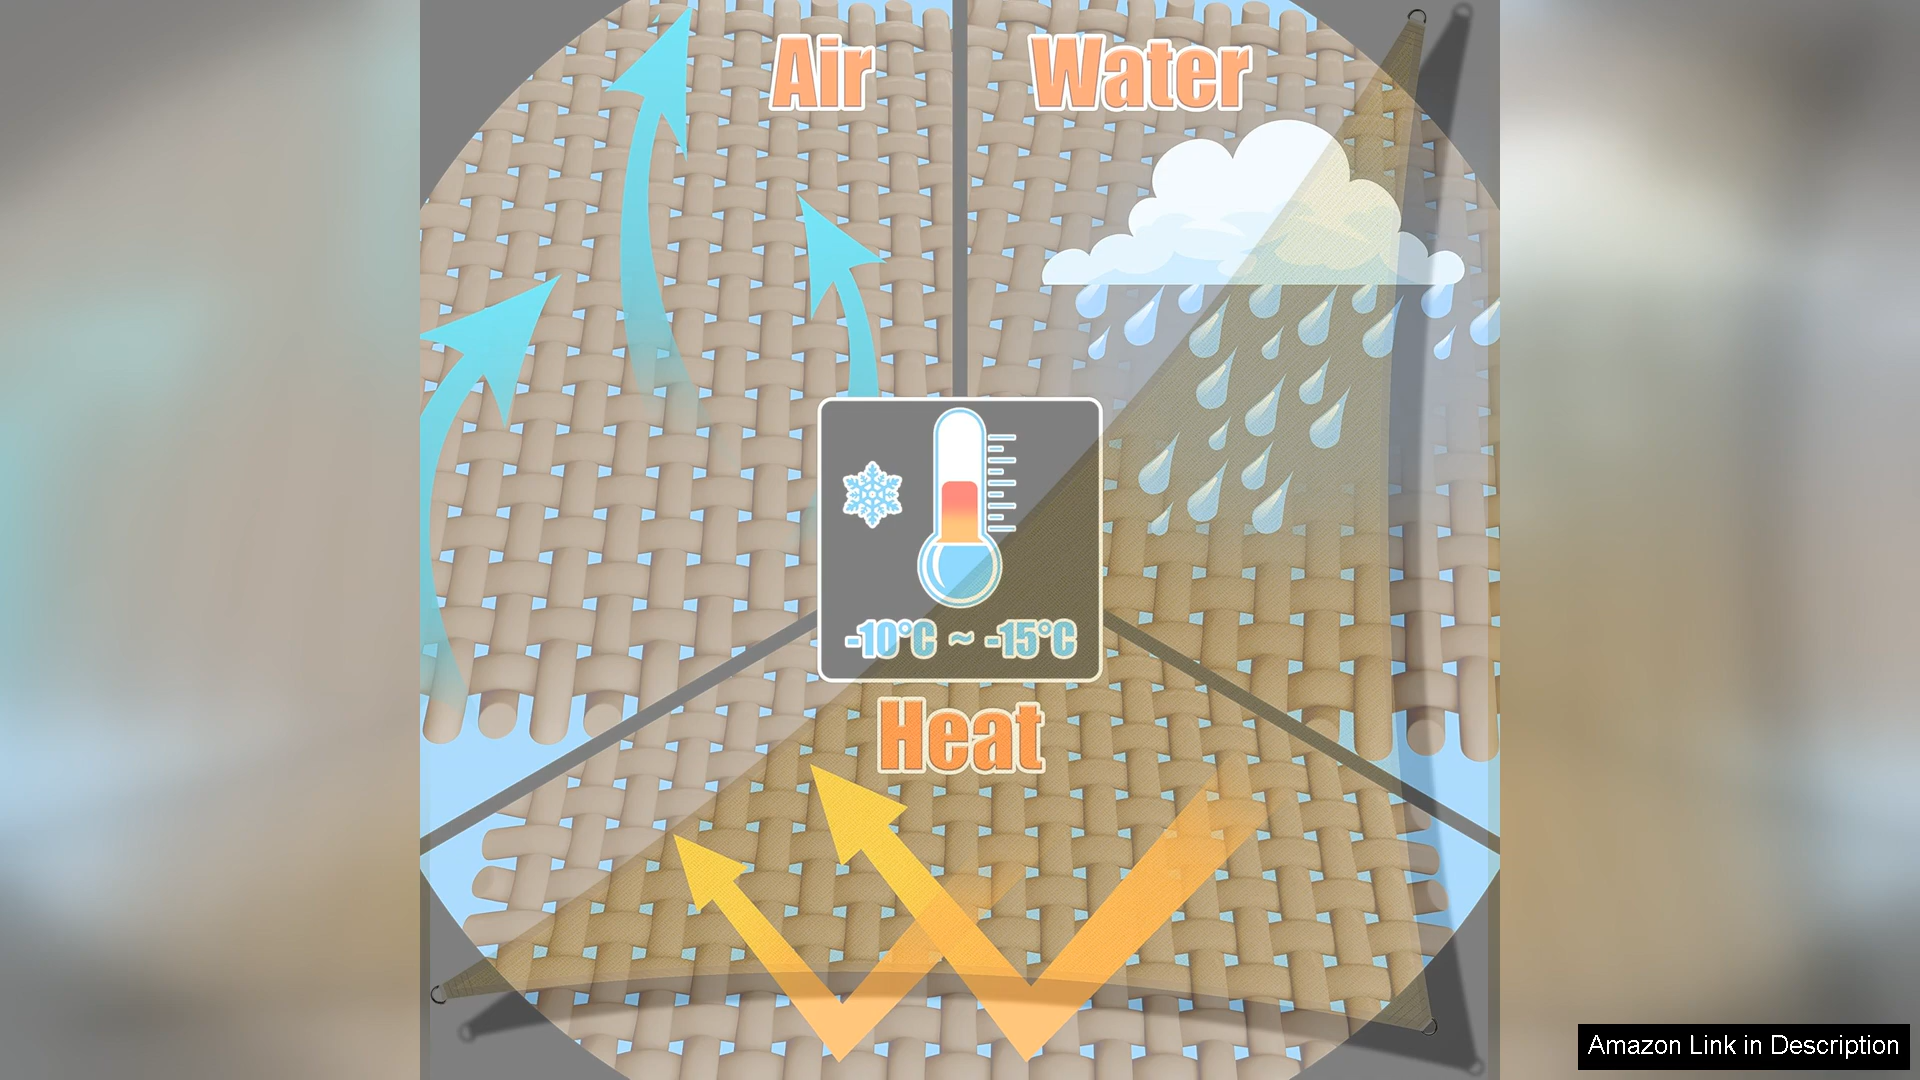 Air
Water
-10°C ~ -15°C
Heat
Amazon Link in Description